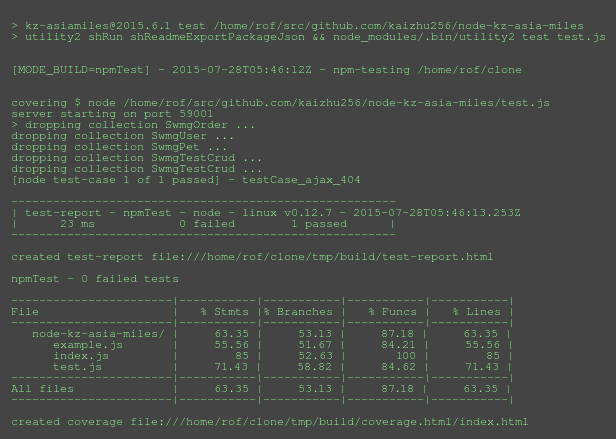 > kz-asiamiles@2015.6.1 test /home/rof/src/github.com/kaizhu256/node-kz-asia-miles
> utility2 shRun shReadmeExportPackageJson && node_modules/.bin/utility2 test test.js
[MODE_BUILD=npmTest] - 2015-07-28T05:46:12Z - npm-testing /home/rof/clone
covering $ node /home/rof/src/github.com/kaizhu256/node-kz-asia-miles/test.js
server starting on port 59001
> dropping collection SwmgOrder ...
dropping collection SwmgUser ...
dropping collection SwmgPet ...
dropping collection SwmgTestCrud ...
dropping collection SwmgTestCrud ...
[node test-case 1 of 1 passed] - testCase_ajax_404
-------------------------------------------------------
| test-report - npmTest - node - linux v0.12.7 - 2015-07-28T05:46:13.253Z
|      23 ms            0 failed        1 passed      |
-------------------------------------------------------
created test-report file:///home/rof/clone/tmp/build/test-report.html
npmTest - 0 failed tests
-----------------------|-----------|-----------|-----------|-----------|
File                   |   % Stmts |% Branches |   % Funcs |   % Lines |
-----------------------|-----------|-----------|-----------|-----------|
   node-kz-asia-miles/ |     63.35 |     53.13 |     87.18 |     63.35 |
      example.js       |     55.56 |     51.67 |     84.21 |     55.56 |
      index.js         |        85 |     52.63 |       100 |        85 |
      test.js          |     71.43 |     58.82 |     84.62 |     71.43 |
-----------------------|-----------|-----------|-----------|-----------|
All files              |     63.35 |     53.13 |     87.18 |     63.35 |
-----------------------|-----------|-----------|-----------|-----------|
created coverage file:///home/rof/clone/tmp/build/coverage.html/index.html